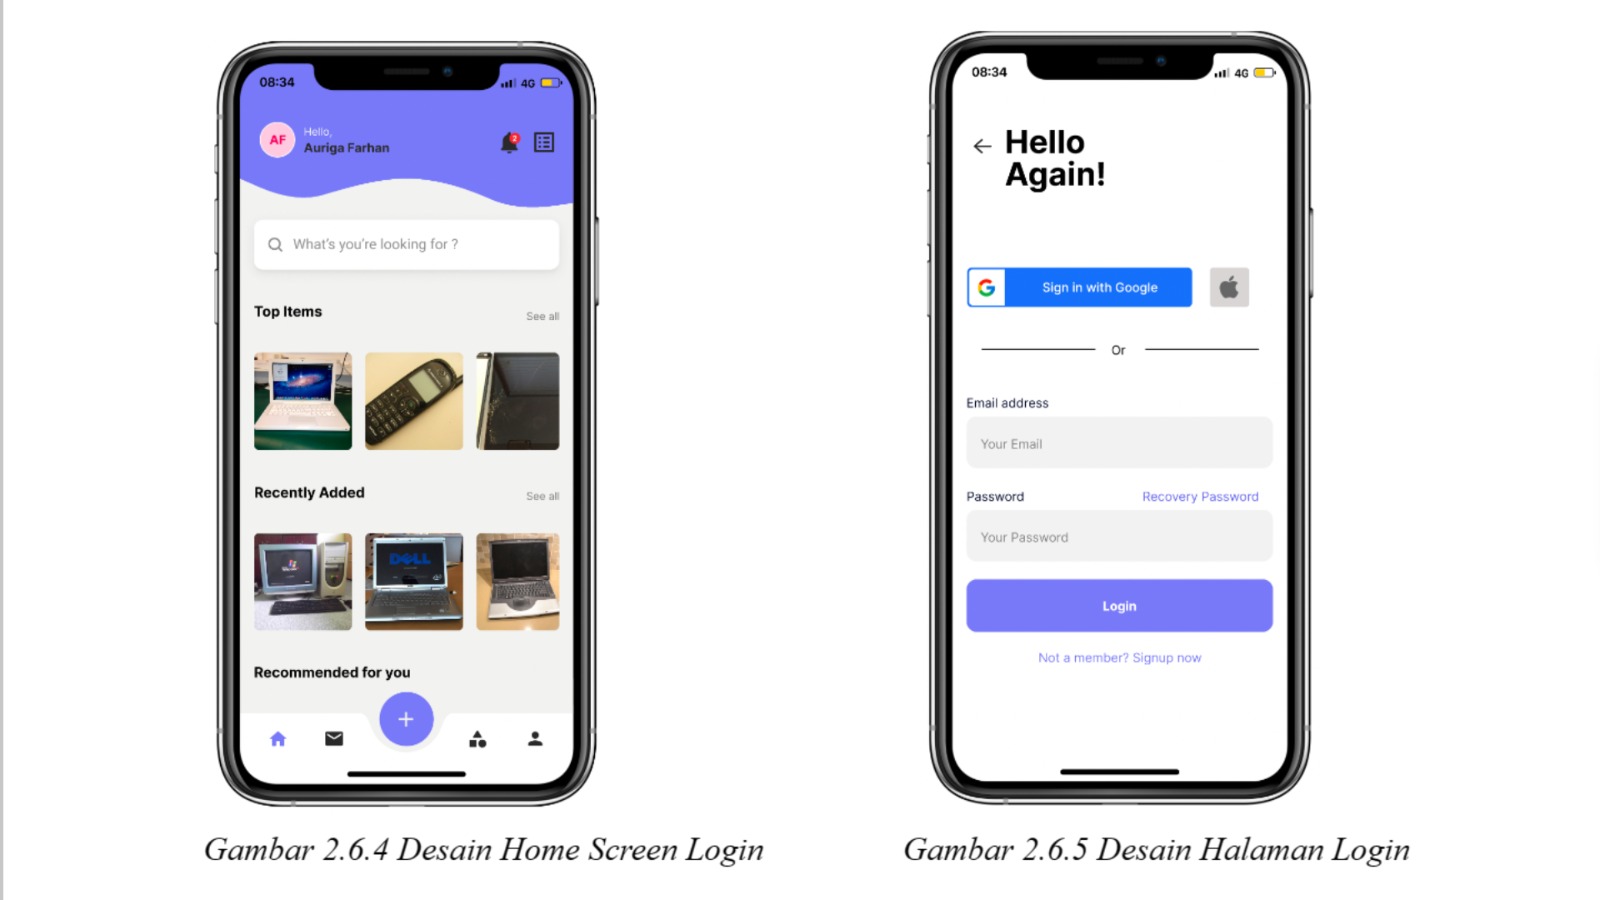 08:34
4G
AF
Hello,
Auriga Farhan
2
What's you're looking for ?
Top Items
See all
Recently Added
See all
DELL
Recommended for you
+
Gambar 2.6.4 Desain Home Screen Login
08:34
4G
Hello
Again!
G
Sign in with Google
Or
Email address
Your Email
Password
Recovery Password
Your Password
Login
Not a member? Signup now
Gambar 2.6.5 Desain Halaman Login